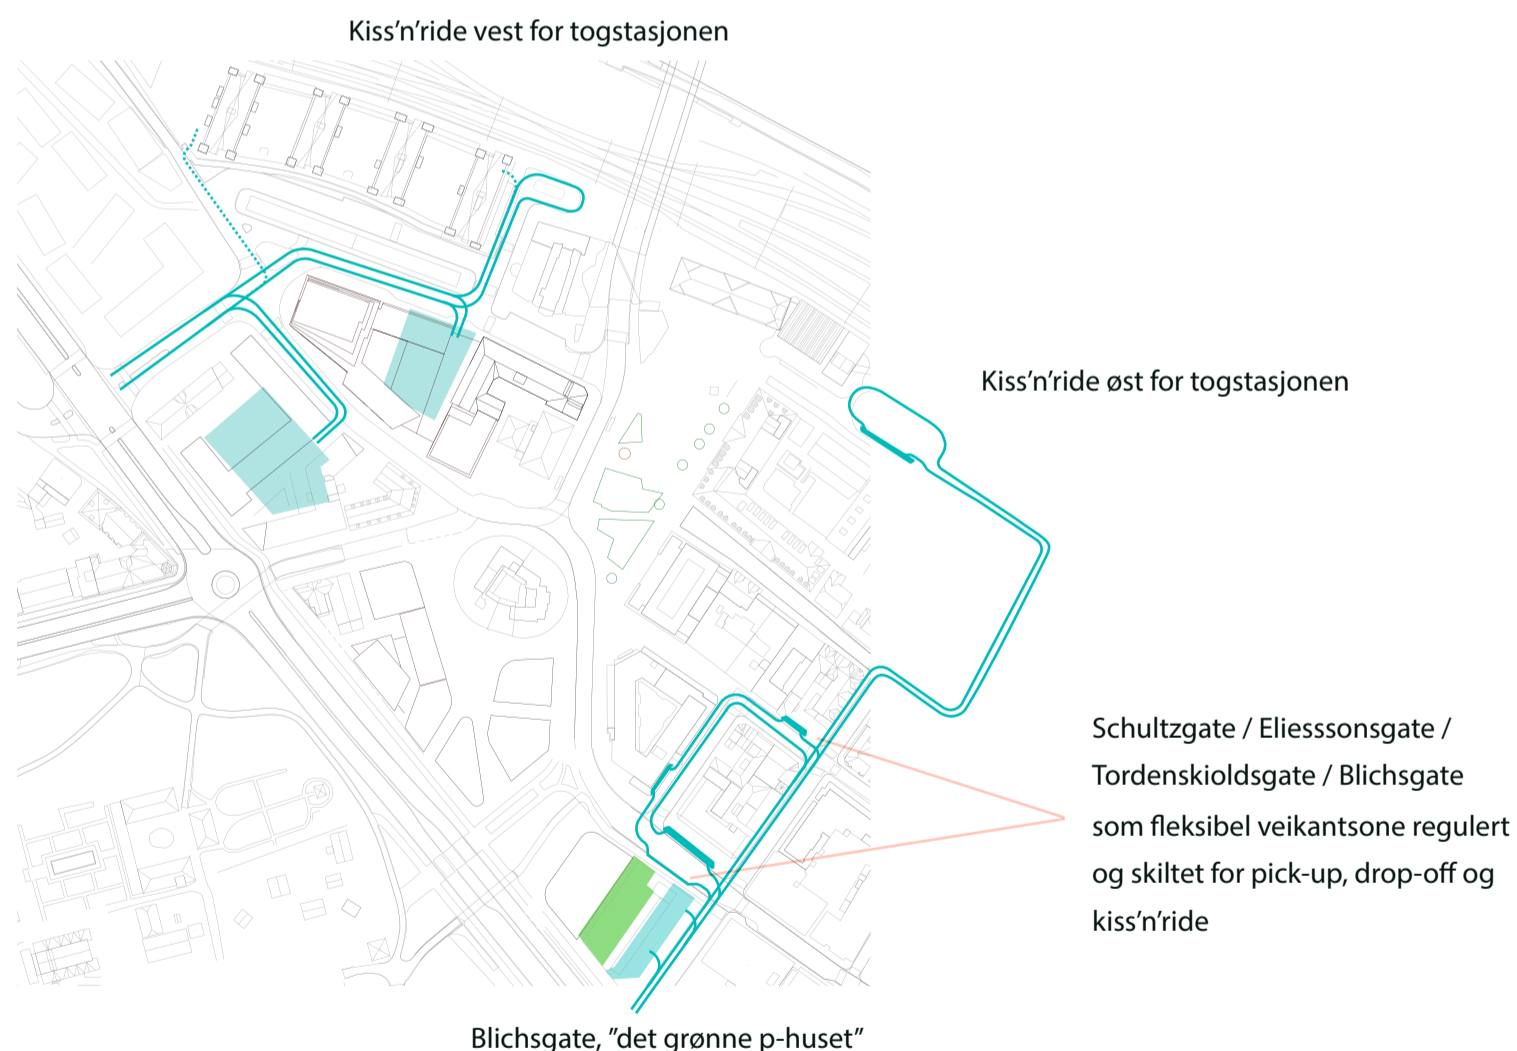 Kiss’n’ride vest for togstasjonen
Kiss’n’ride øst for togstasjonen
Schultzgate / Eliesssonsgate /
Tordenskioldsgate / Blichsgate
som fleksibel veikantsone regulert
og skiltet for pick-up, drop-off og
kiss’n’ride
Blichsgate, ”det grønne p-huset”